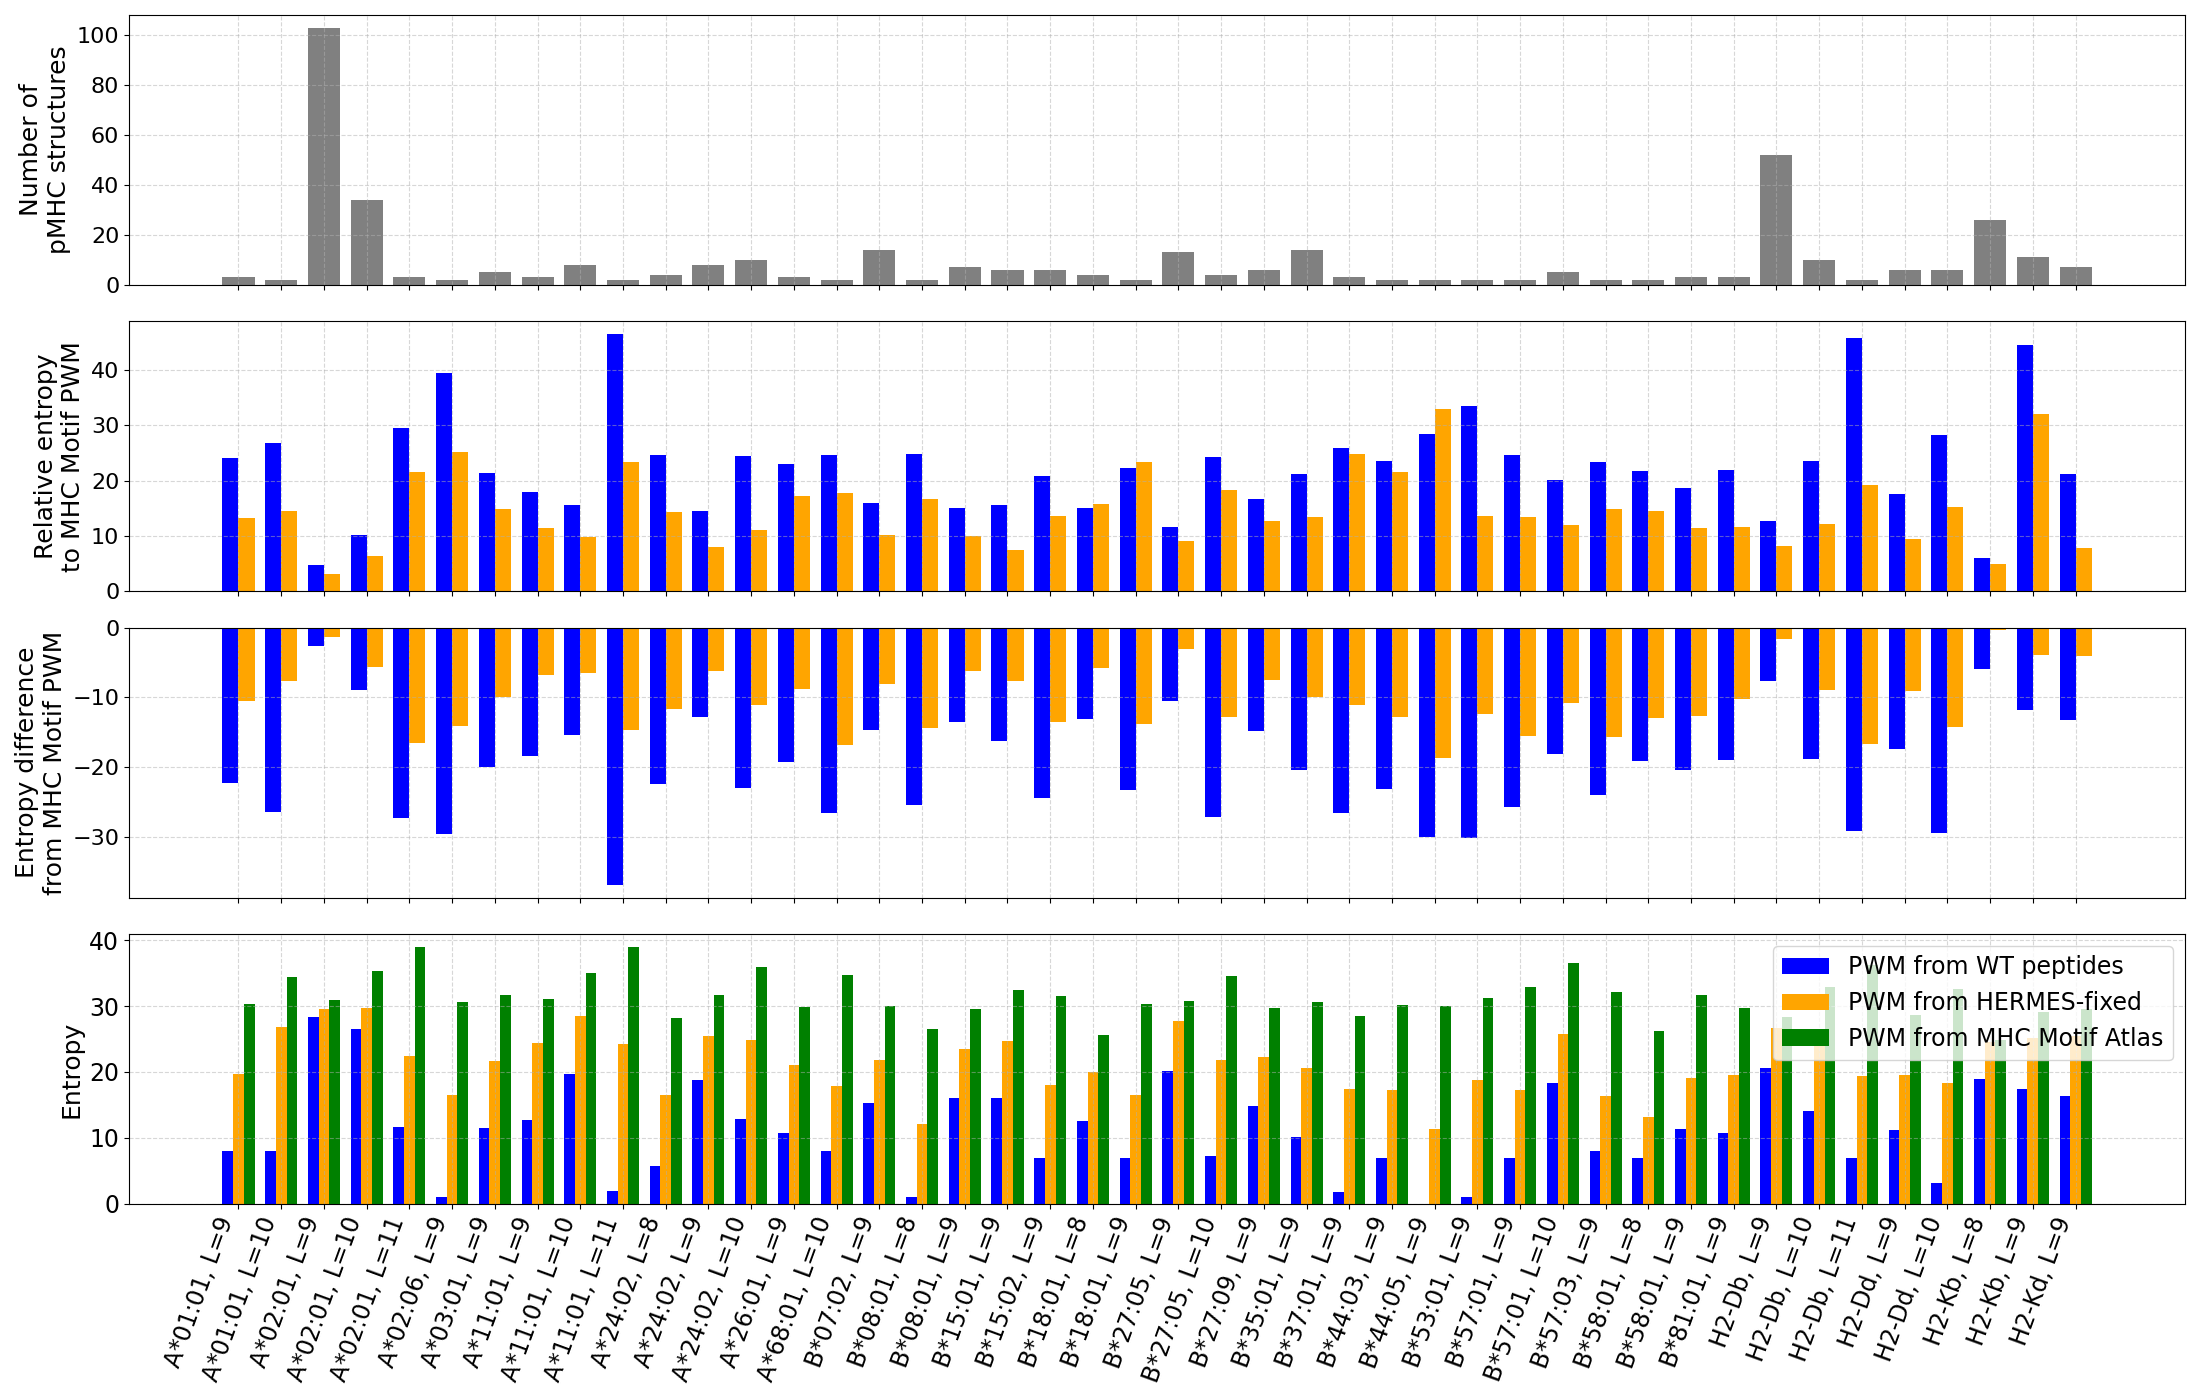 Number of
pMHC structures
100
80
60
40
20
0
Relative entropy
to MHC Motif PWM
40
30
20
10
0
Entropy difference
from MHC Motif PWM
0
−10
−20
−30
Entropy
40
30
20
10
0
PWM from WT peptides
PWM from HERMES-fixed
PWM from MHC Motif Atlas
A*01:01, L=9
A*01:01, L=10
A*02:01, L=9
A*02:01, L=10
A*02:01, L=11
A*02:06, L=9
A*03:01, L=9
A*11:01, L=9
A*11:01, L=10
A*11:01, L=11
A*24:02, L=8
A*24:02, L=9
A*24:02, L=10
A*26:01, L=9
A*68:01, L=10
B*07:02, L=9
B*08:01, L=8
B*08:01, L=9
B*15:01, L=9
B*15:02, L=9
B*18:01, L=8
B*18:01, L=9
B*27:05, L=9
B*27:05, L=10
B*27:09, L=9
B*35:01, L=9
B*37:01, L=9
B*44:03, L=9
B*44:05, L=9
B*53:01, L=9
B*57:01, L=9
B*57:01, L=10
B*57:03, L=9
B*58:01, L=8
B*58:01, L=9
B*81:01, L=9
H2-Db, L=9
H2-Db, L=10
H2-Db, L=11
H2-Dd, L=9
H2-Dd, L=10
H2-Kb, L=8
H2-Kb, L=9
H2-Kd, L=9